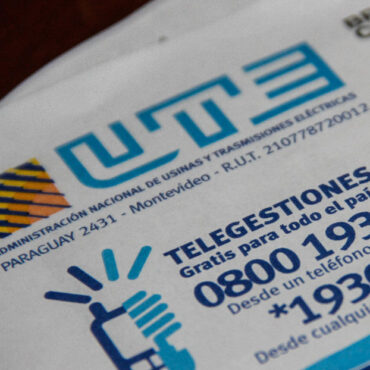 UTE
ADMINISTRACIÓN NACIONAL DE USINAS Y TRASMISIONES ELÉCTRICAS
PARAGUAY 2431 - Montevideo - R.U.T. 210778720012
TELEGESTIONES
Gratis para todo el país
0800 193
Desde un teléfono
*1930
Desde cualqui